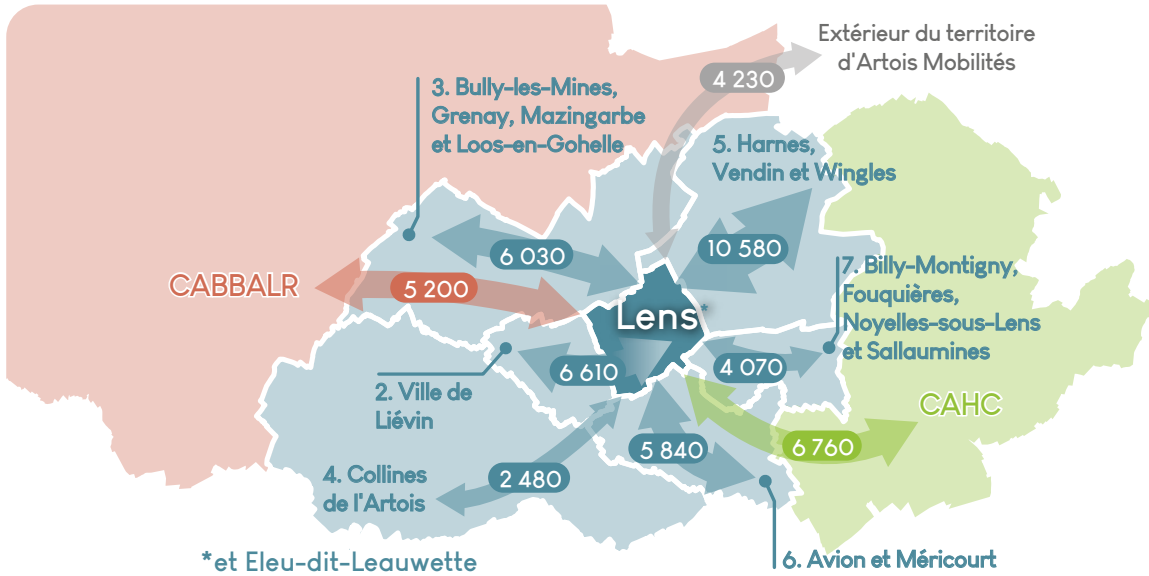 Extérieur du territoire
d'Artois Mobilités
4 230
3. Bully-les-Mines,
Grenay, Mazingarbe
et Loos-en-Gohelle
5. Harnes,
Vendin et Wingles
6 030
10 580
CABBALR
5 200
7. Billy-Montigny,
Fouquières,
Noyelles-sous-Lens
et Sallaumines
Lens*
6 610
4 070
2. Ville de
Liévin
CAHC
6 760
5 840
4. Collines
de l'Artois
2 480
*et Eleu-dit-Leauwette
6. Avion et Méricourt